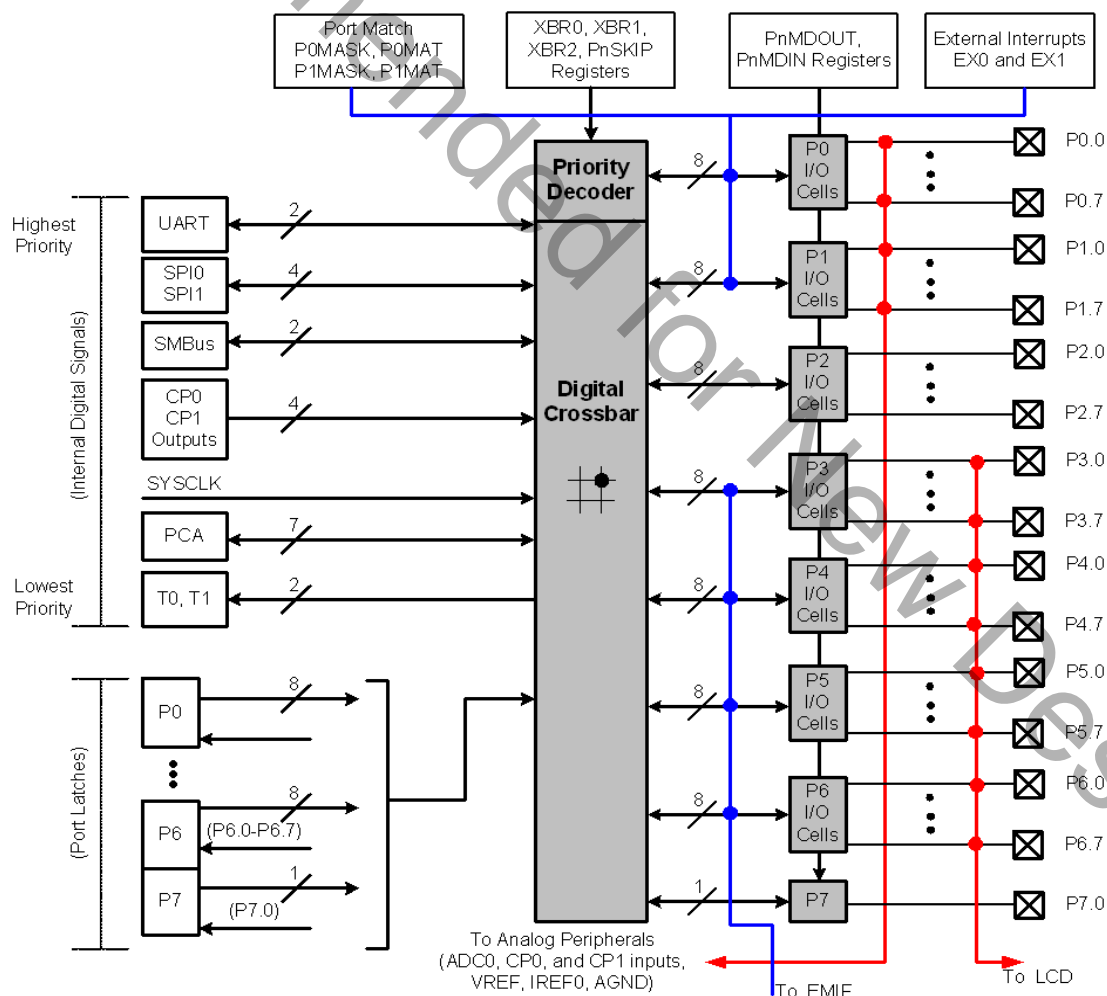 Port Match
P0MASK, P0MAT
P1MASK, P1MAT
XBR0, XBR1,
XBR2, PnSKIP
Registers
PnMDOUT,
PnMDIN Registers
External Interrupts
EX0 and EX1
Highest
Priority
Lowest
Priority
(Internal Digital Signals)
UART
2
SPI0
SPI1
4
SMBus
2
CP0
CP1
Outputs
4
SYSCLK
PCA
7
T0, T1
2
(Port Latches)
P0
8
P6
8
(P6.0-P6.7)
P7
1
(P7.0)
Priority
Decoder
Digital
Crossbar
8
8
8
8
8
8
8
1
P0
I/O
Cells
P1
I/O
Cells
P2
I/O
Cells
P3
I/O
Cells
P4
I/O
Cells
P5
I/O
Cells
P6
I/O
Cells
P7
P0.0
P0.7
P1.0
P1.7
P2.0
P2.7
P3.0
P3.7
P4.0
P4.7
P5.0
P5.7
P6.0
P6.7
P7.0
To Analog Peripherals
(ADC0, CP0, and CP1 inputs,
VREF, IREF0, AGND)
To EMIF
To LCD
for New